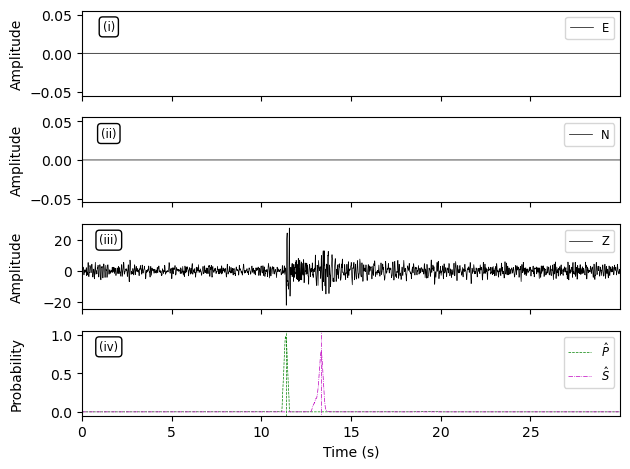 0.05
0.00
−0.05
Amplitude
(i)
E
0.05
0.00
−0.05
Amplitude
(ii)
N
20
0
−20
Amplitude
(iii)
Z
1.0
0.5
0.0
Probability
(iv)
P̂
Ŝ
0 5 10 15 20 25
Time (s)